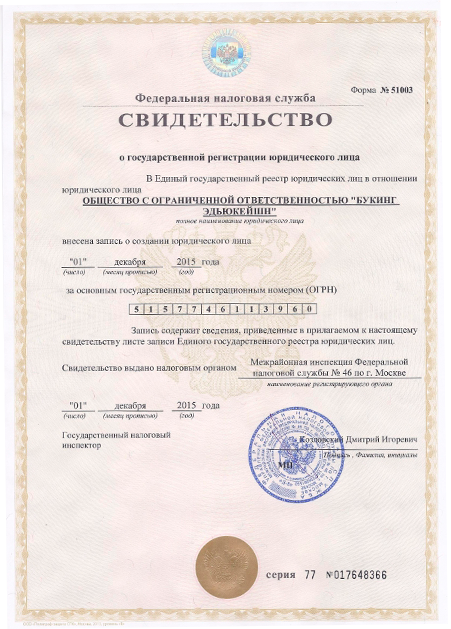 Форма № 51003
Федеральная налоговая служба
СВИДЕТЕЛЬСТВО
о государственной регистрации юридического лица
В Единый государственный реестр юридических лиц в отношении
юридического лица
ОБЩЕСТВО С ОГРАНИЧЕННОЙ ОТВЕТСТВЕННОСТЬЮ "БУКИНГ
ЭДЬЮКЕЙШН"
полное наименование юридического лица
внесена запись о создании юридического лица
"01" декабря 2015 года
(число) (месяц прописью) (год)
за основным государственным регистрационным номером (ОГРН)
5 1 5 7 7 4 6 1 1 3 9 6 0
Запись содержит сведения, приведенные в прилагаемом к настоящему
свидетельству листе записи Единого государственного реестра юридических лиц.
Свидетельство выдано налоговым органом Межрайонная инспекция Федеральной
налоговой службы № 46 по г. Москве
наименование регистрирующего органа
"01" декабря 2015 года
(число) (месяц прописью) (год)
Государственный налоговый
инспектор
Козловский Дмитрий Игоревич
Подпись , Фамилия, инициалы
МП
серия 77 №017648366